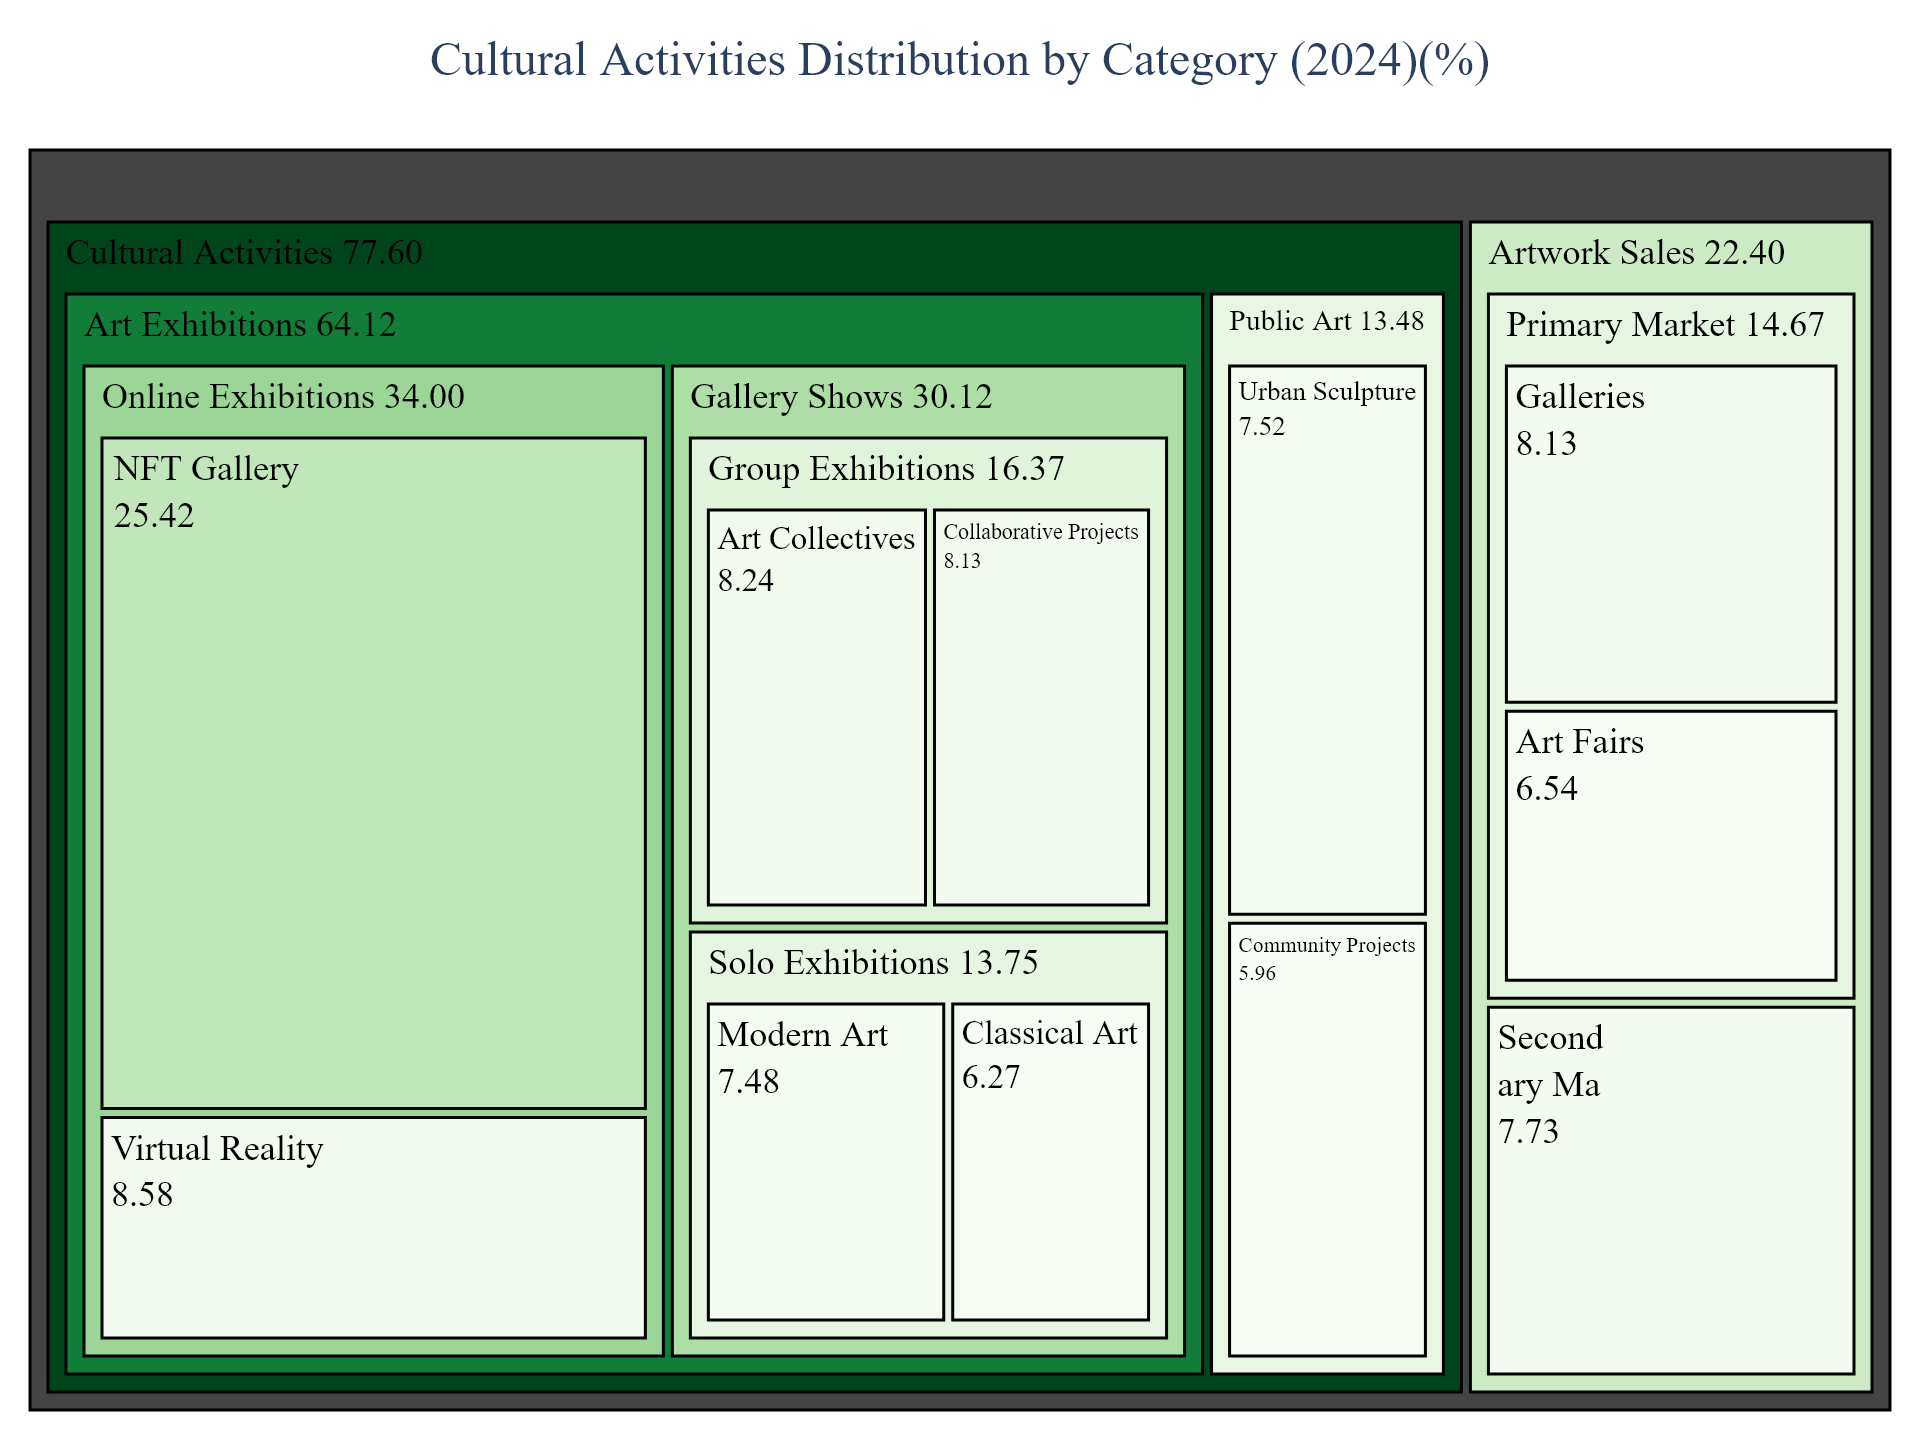 Cultural Activities Distribution by Category (2024)(%)
Cultural Activities 77.60
Art Exhibitions 64.12
Online Exhibitions 34.00
NFT Gallery
25.42
Virtual Reality
8.58
Gallery Shows 30.12
Group Exhibitions 16.37
Art Collectives
8.24
Collaborative Projects
8.13
Solo Exhibitions 13.75
Modern Art
7.48
Classical Art
6.27
Public Art 13.48
Urban Sculpture
7.52
Community Projects
5.96
Artwork Sales 22.40
Primary Market 14.67
Galleries
8.13
Art Fairs
6.54
Second
ary Ma
7.73